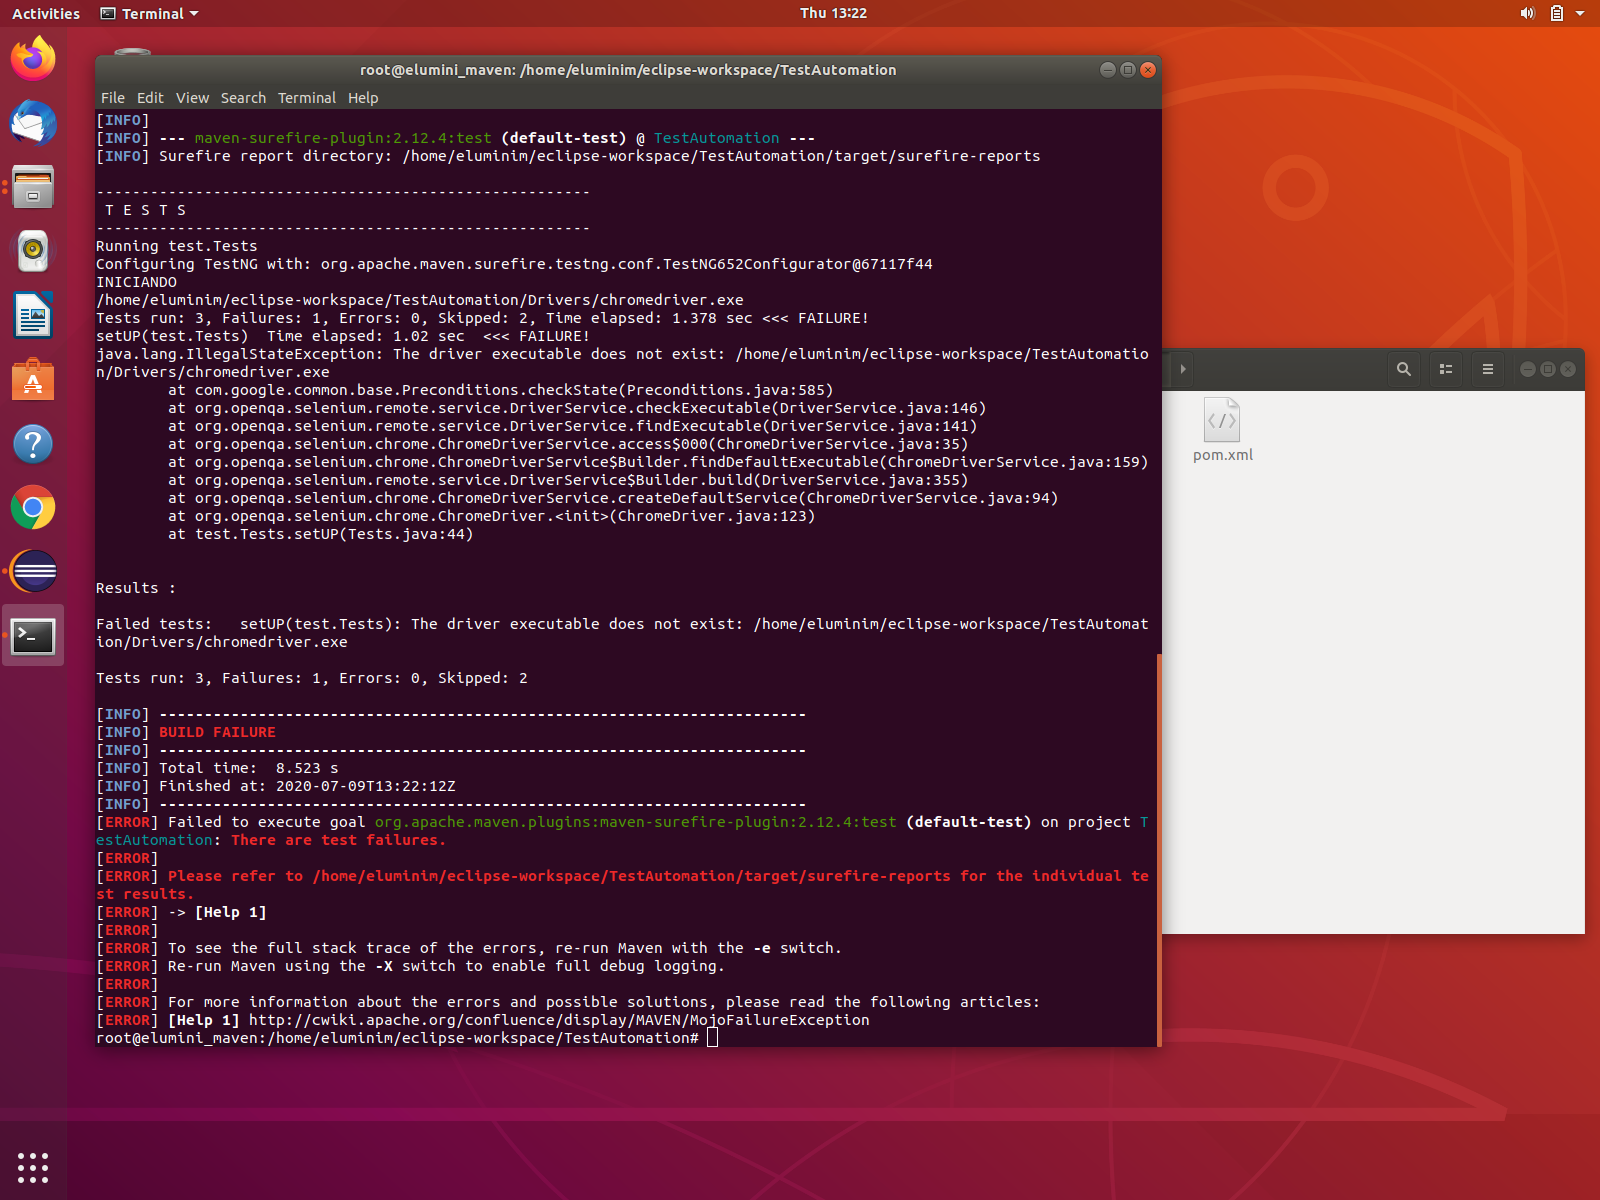 Activities
Terminal
Thu 13:22
root@elumini_maven: /home/eluminim/eclipse-workspace/TestAutomation
File Edit View Search Terminal Help
[INFO]
[INFO] --- maven-surefire-plugin:2.12.4:test (default-test) @ TestAutomation ---
[INFO] Surefire report directory: /home/eluminim/eclipse-workspace/TestAutomation/target/surefire-reports
-------------------------------------------------------
T E S T S
-------------------------------------------------------
Running test.Tests
Configuring TestNG with: org.apache.maven.surefire.testng.conf.TestNG652Configurator@67117f44
INICIANDO
/home/eluminim/eclipse-workspace/TestAutomation/Drivers/chromedriver.exe
Tests run: 3, Failures: 1, Errors: 0, Skipped: 2, Time elapsed: 1.378 sec <<< FAILURE!
setUP(test.Tests)  Time elapsed: 1.02 sec  <<< FAILURE!
java.lang.IllegalStateException: The driver executable does not exist: /home/eluminim/eclipse-workspace/TestAutomatio
n/Drivers/chromedriver.exe
at com.google.common.base.Preconditions.checkState(Preconditions.java:585)
at org.openqa.selenium.remote.service.DriverService.checkExecutable(DriverService.java:146)
at org.openqa.selenium.remote.service.DriverService.findExecutable(DriverService.java:141)
at org.openqa.selenium.chrome.ChromeDriverService.access$000(ChromeDriverService.java:35)
at org.openqa.selenium.chrome.ChromeDriverService$Builder.findDefaultExecutable(ChromeDriverService.java:159)
at org.openqa.selenium.remote.service.DriverService$Builder.build(DriverService.java:355)
at org.openqa.selenium.chrome.ChromeDriverService.createDefaultService(ChromeDriverService.java:94)
at org.openqa.selenium.chrome.ChromeDriver.<init>(ChromeDriver.java:123)
at test.Tests.setUP(Tests.java:44)
Results :
Failed tests:   setUP(test.Tests): The driver executable does not exist: /home/eluminim/eclipse-workspace/TestAutomat
ion/Drivers/chromedriver.exe
Tests run: 3, Failures: 1, Errors: 0, Skipped: 2
[INFO] ------------------------------------------------------------------------
[INFO] BUILD FAILURE
[INFO] ------------------------------------------------------------------------
[INFO] Total time:  8.523 s
[INFO] Finished at: 2020-07-09T13:22:12Z
[INFO] ------------------------------------------------------------------------
[ERROR] Failed to execute goal org.apache.maven.plugins:maven-surefire-plugin:2.12.4:test (default-test) on project T
estAutomation: There are test failures.
[ERROR]
[ERROR] Please refer to /home/eluminim/eclipse-workspace/TestAutomation/target/surefire-reports for the individual te
st results.
[ERROR] -> [Help 1]
[ERROR]
[ERROR] To see the full stack trace of the errors, re-run Maven with the -e switch.
[ERROR] Re-run Maven using the -X switch to enable full debug logging.
[ERROR]
[ERROR] For more information about the errors and possible solutions, please read the following articles:
[ERROR] [Help 1] http://cwiki.apache.org/confluence/display/MAVEN/MojoFailureException
root@elumini_maven:/home/eluminim/eclipse-workspace/TestAutomation#
pom.xml